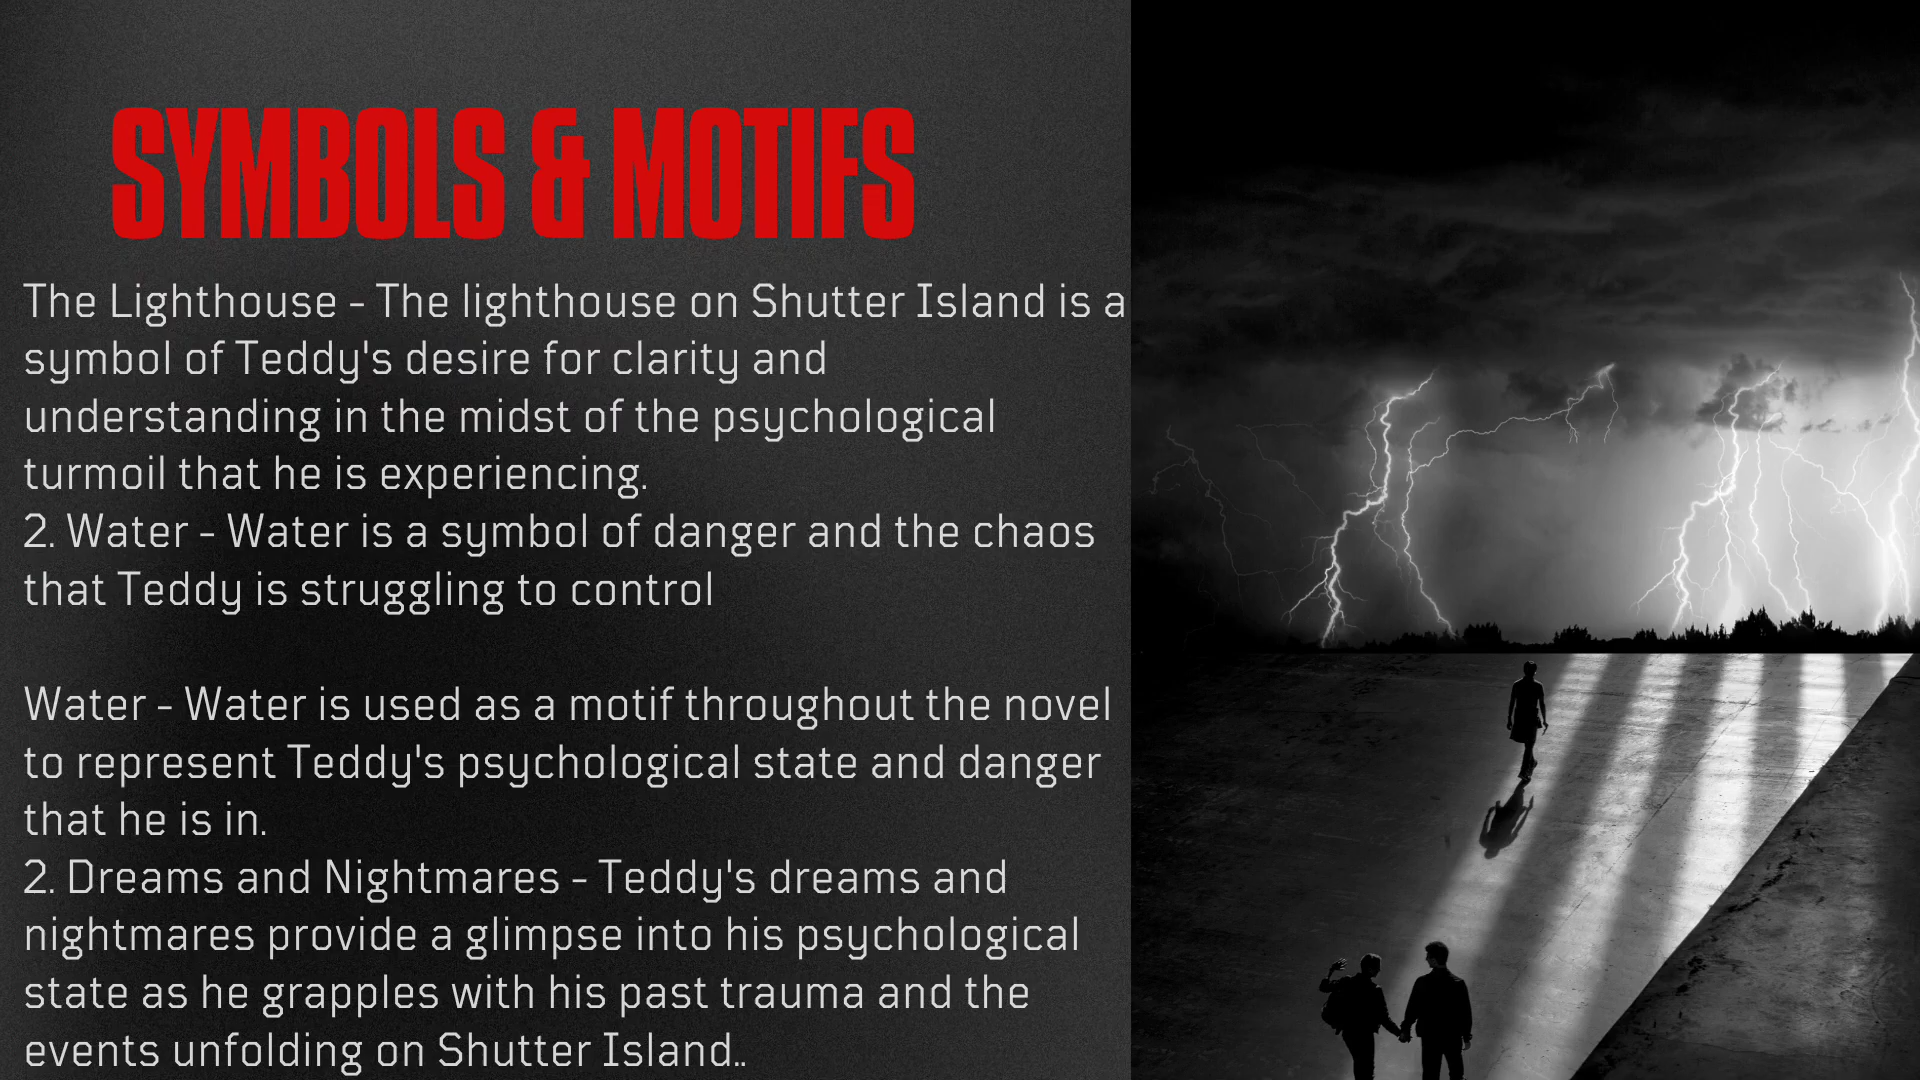 SYMBOLS & MOTIFS
The Lighthouse - The lighthouse on Shutter Island is a
symbol of Teddy's desire for clarity and
understanding in the midst of the psychological
turmoil that he is experiencing.
2. Water - Water is a symbol of danger and the chaos
that Teddy is struggling to control
Water - Water is used as a motif throughout the novel
to represent Teddy's psychological state and danger
that he is in.
2. Dreams and Nightmares - Teddy's dreams and
nightmares provide a glimpse into his psychological
state as he grapples with his past trauma and the
events unfolding on Shutter Island..